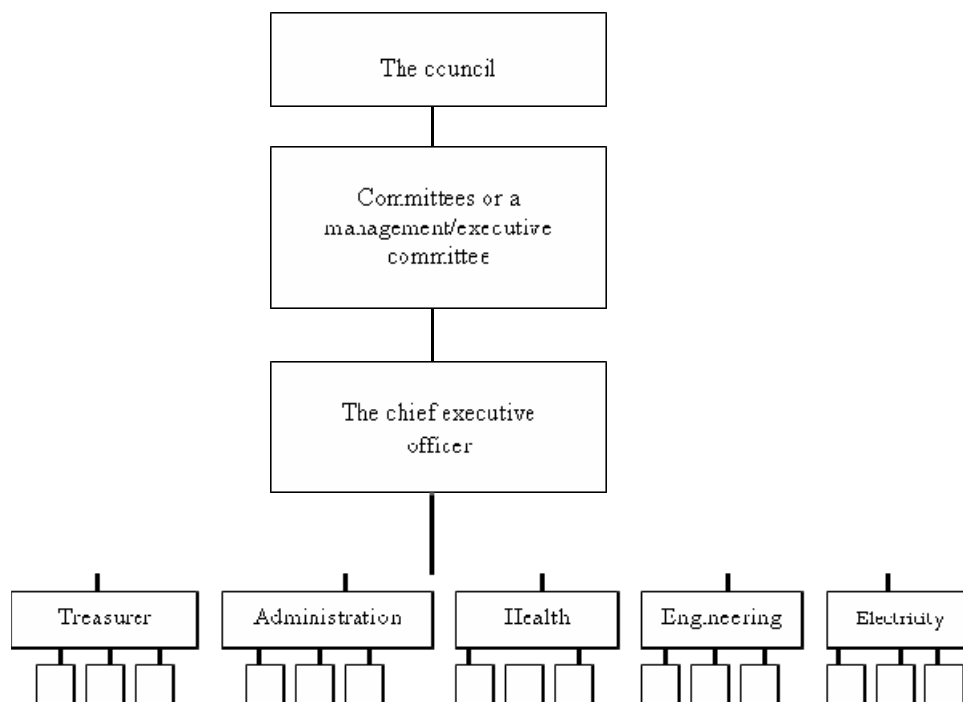 The council
Committees or a
management/executive
committee
The chief executive
officer
Treasurer
Administration
Health
Engineering
Electricity